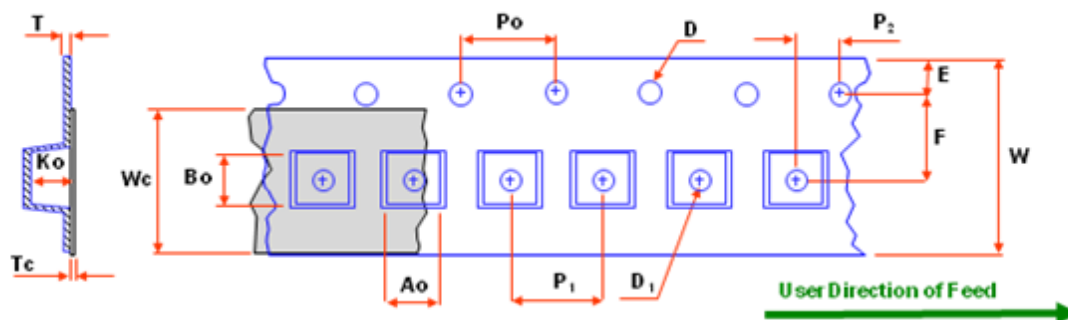 T
Po
D
P₂
E
F
W
Ko
Wc
Bo
Tc
Ao
P₁
D₁
User Direction of Feed